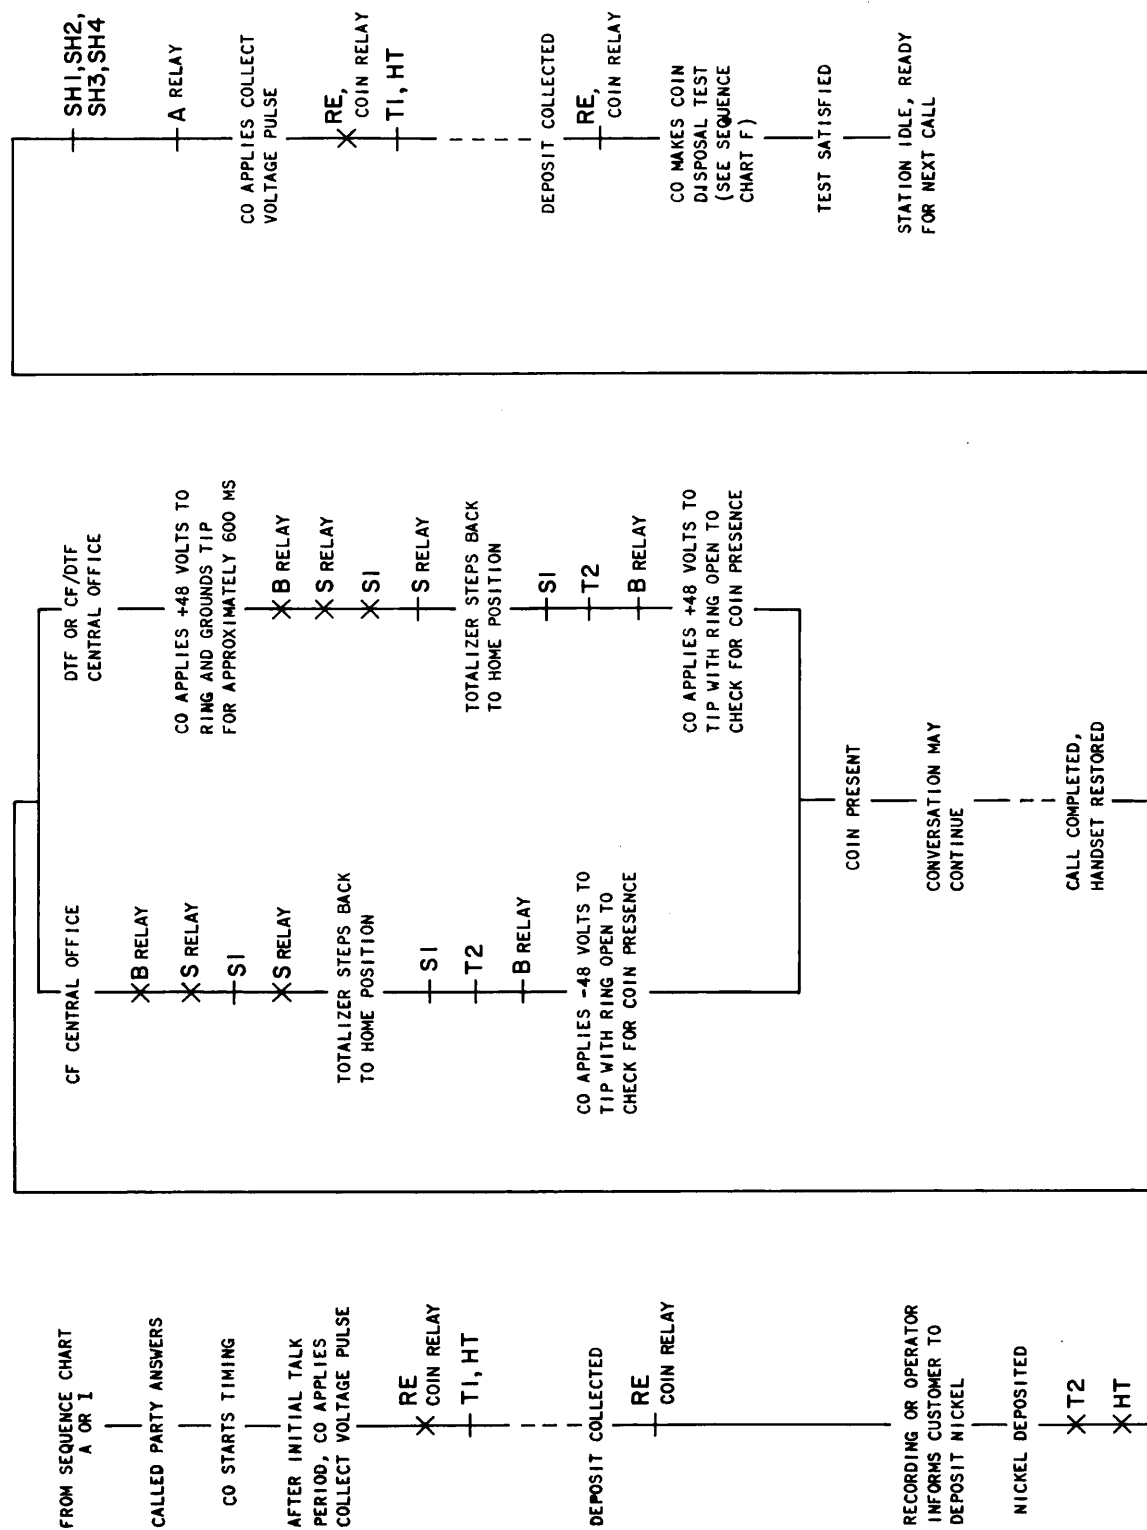 FROM SEQUENCE CHART
A OR I
CALLED PARTY ANSWERS
CO STARTS TIMING
AFTER INITIAL TALK
PERIOD, CO APPLIES
COLLECT VOLTAGE PULSE
RE
COIN RELAY
T1, HT
DEPOSIT COLLECTED
RE
COIN RELAY
RECORDING OR OPERATOR
INFORMS CUSTOMER TO
DEPOSIT NICKEL
NICKEL DEPOSITED
T2
HT
CF CENTRAL OFFICE
B RELAY
S RELAY
S1
S RELAY
TOTALIZER STEPS BACK
TO HOME POSITION
S1
T2
B RELAY
CO APPLIES -48 VOLTS TO
TIP WITH RING OPEN TO
CHECK FOR COIN PRESENCE
DTF OR CF/DTF
CENTRAL OFFICE
CO APPLIES +48 VOLTS TO
RING AND GROUNDS TIP
FOR APPROXIMATELY 600 MS
B RELAY
S RELAY
S1
S RELAY
TOTALIZER STEPS BACK
TO HOME POSITION
S1
T2
B RELAY
CO APPLIES +48 VOLTS TO
TIP WITH RING OPEN TO
CHECK FOR COIN PRESENCE
COIN PRESENT
CONVERSATION MAY
CONTINUE
CALL COMPLETED,
HANDSET RESTORED
SH1,SH2,
SH3,SH4
A RELAY
CO APPLIES COLLECT
VOLTAGE PULSE
RE,
COIN RELAY
T1, HT
DEPOSIT COLLECTED
RE,
COIN RELAY
CO MAKES COIN
DISPOSAL TEST
(SEE SEQUENCE
CHART F)
TEST SATISFIED
STATION IDLE, READY
FOR NEXT CALL